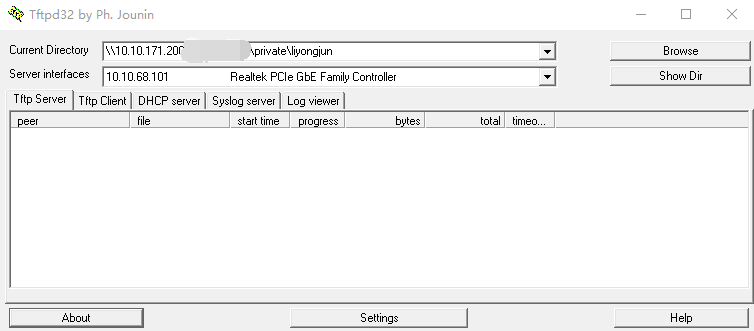 Tftpd32 by Ph. Jounin
Current Directory \\10.10.171.200 \private\liyongjun Browse
Server interfaces 10.10.68.101 Realtek PCIe GbE Family Controller Show Dir
Tftp Server Tftp Client DHCP server Syslog server Log viewer
peer file start time progress bytes total timeo...
About Settings Help